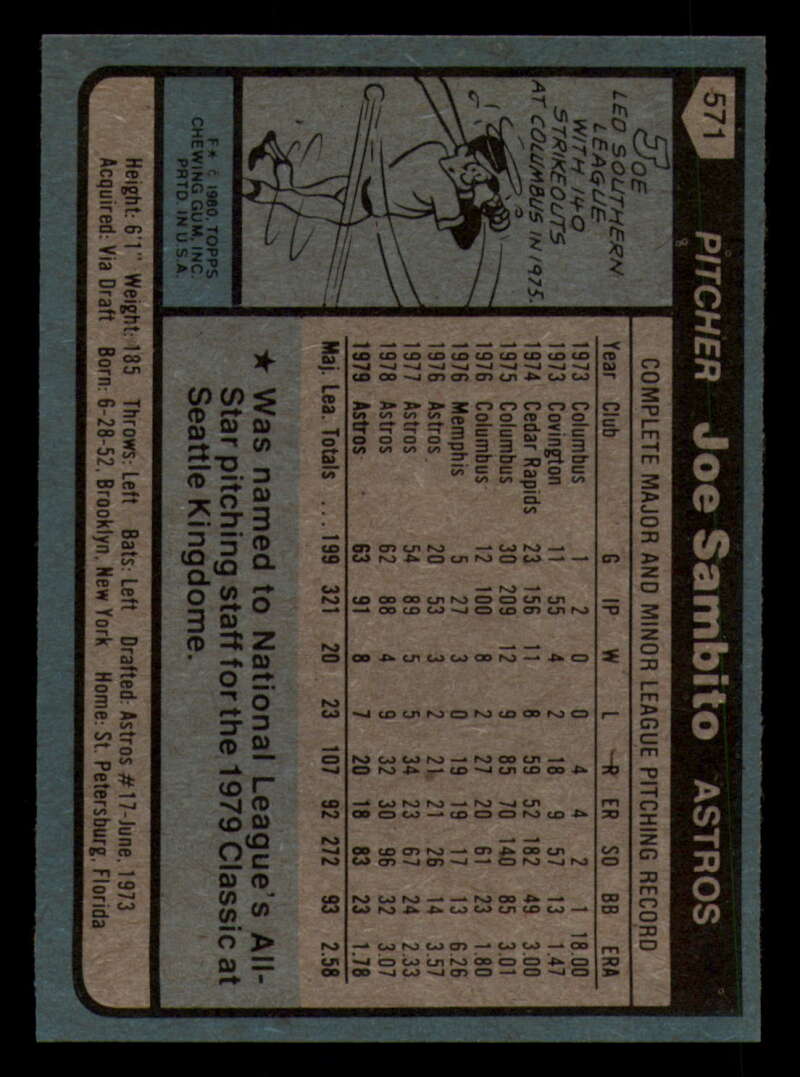 571
PITCHER Joe Sambito ASTROS
JOE
LED SOUTHERN
LEAGUE
WITH 140
STRIKEOUTS
AT COLUMBUS IN 1975.
F* © 1980, TOPPS
CHEWING GUM, INC.
PRTD. IN U.S.A.
COMPLETE MAJOR AND MINOR LEAGUE PITCHING RECORD
Year Club G IP W L R ER SO BB ERA
1973 Columbus 1 2 0 0 4 4 2 1 18.00
1973 Covington 11 55 4 2 18 9 57 13 1.47
1974 Cedar Rapids 23 156 11 8 59 52 182 49 3.00
1975 Columbus 30 209 12 9 85 70 140 85 3.01
1976 Columbus 12 100 8 2 27 20 61 23 1.80
1976 Memphis 5 27 3 0 19 19 17 13 6.26
1976 Astros 20 53 3 2 21 21 26 14 3.57
1977 Astros 54 89 5 5 34 23 67 24 2.33
1978 Astros 62 88 4 9 32 30 96 32 3.07
1979 Astros 63 91 8 7 20 18 83 23 1.78
Maj. Lea. Totals ... 199 321 20 23 107 92 272 93 2.58
★ Was named to National League's All-
Star pitching staff for the 1979 Classic at
Seattle Kingdome.
Height: 6'1" Weight: 185 Throws: Left Bats: Left Drafted: Astros #17-June, 1973
Acquired: Via Draft Born: 6-28-52, Brooklyn, New York Home: St. Petersburg, Florida